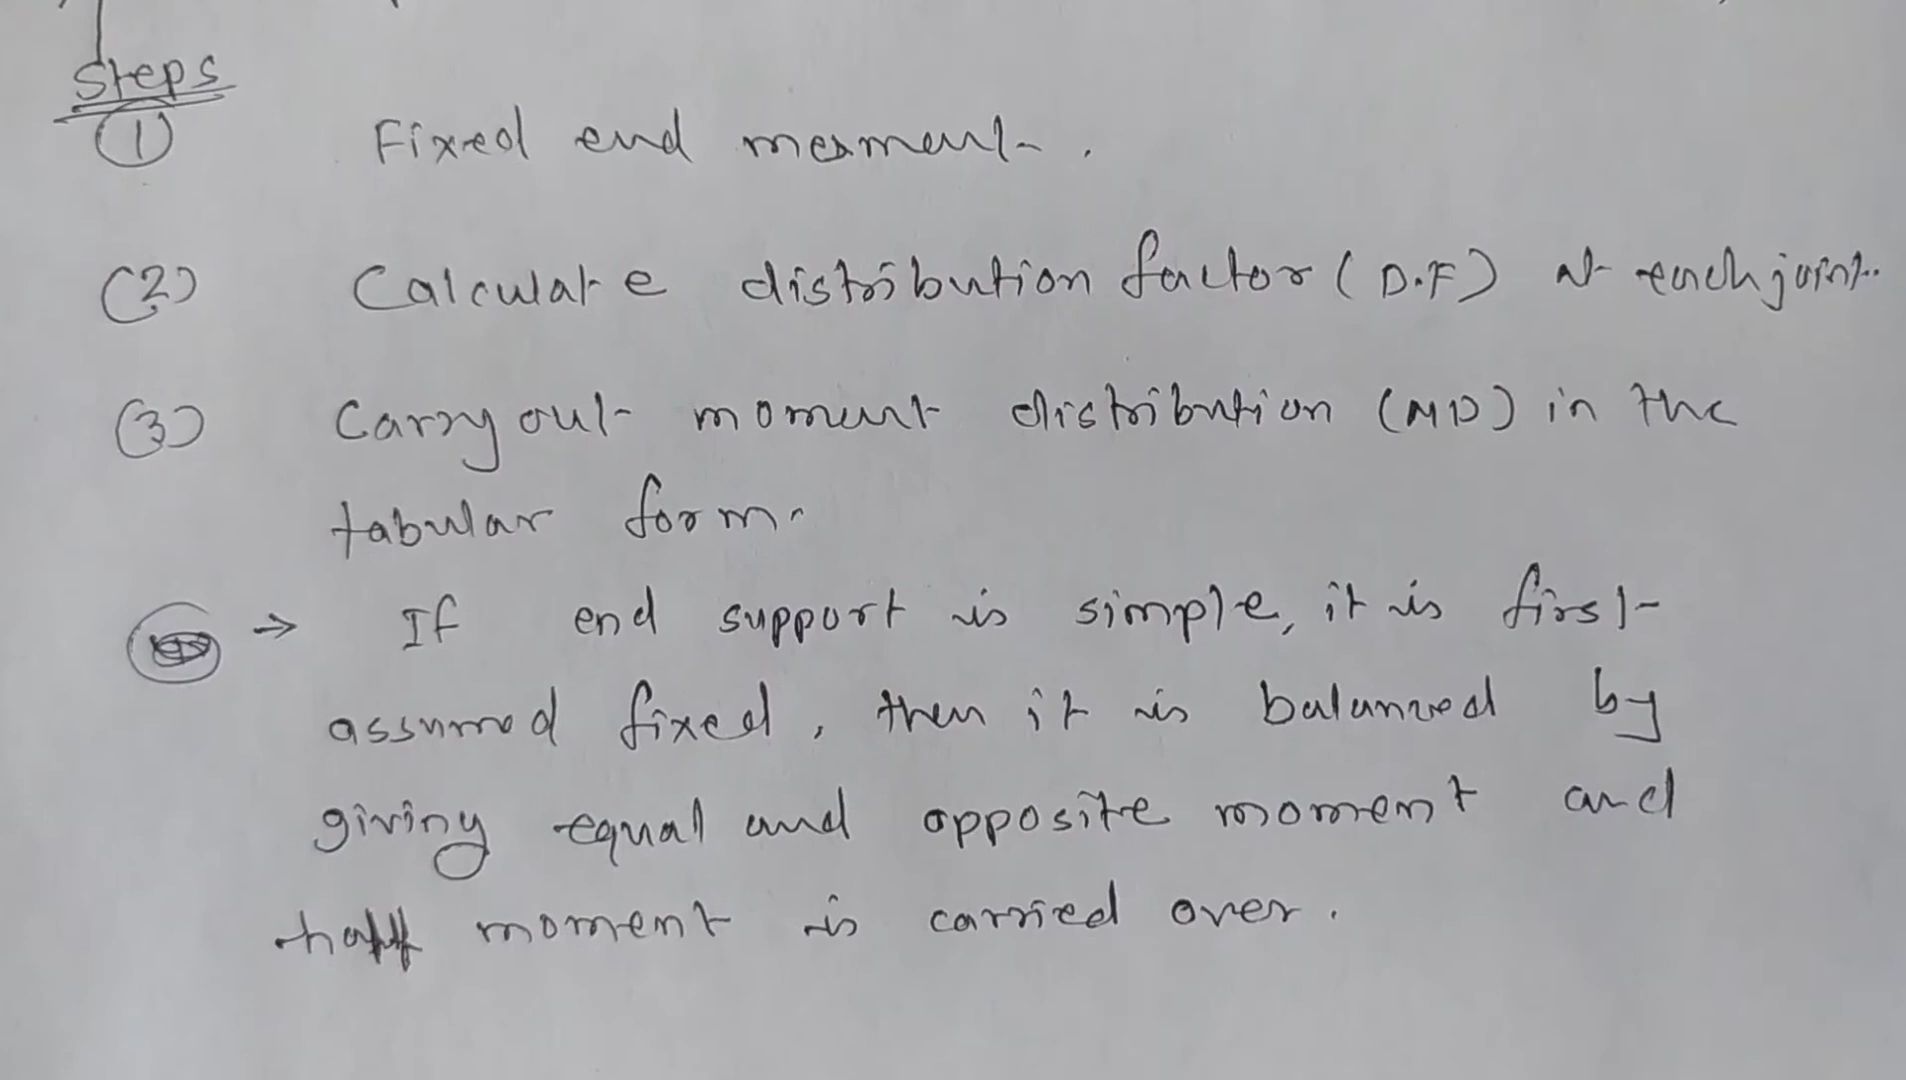 Steps
(1) Fixed end moment.
(2) Calculate distribution factor (D.F) at each joint.
(3) Carry out moment distribution (MD) in the
tabular form.
→ If end support is simple, it is first
assumed fixed, then it is balanced by
giving equal and opposite moment and
half moment is carried over.